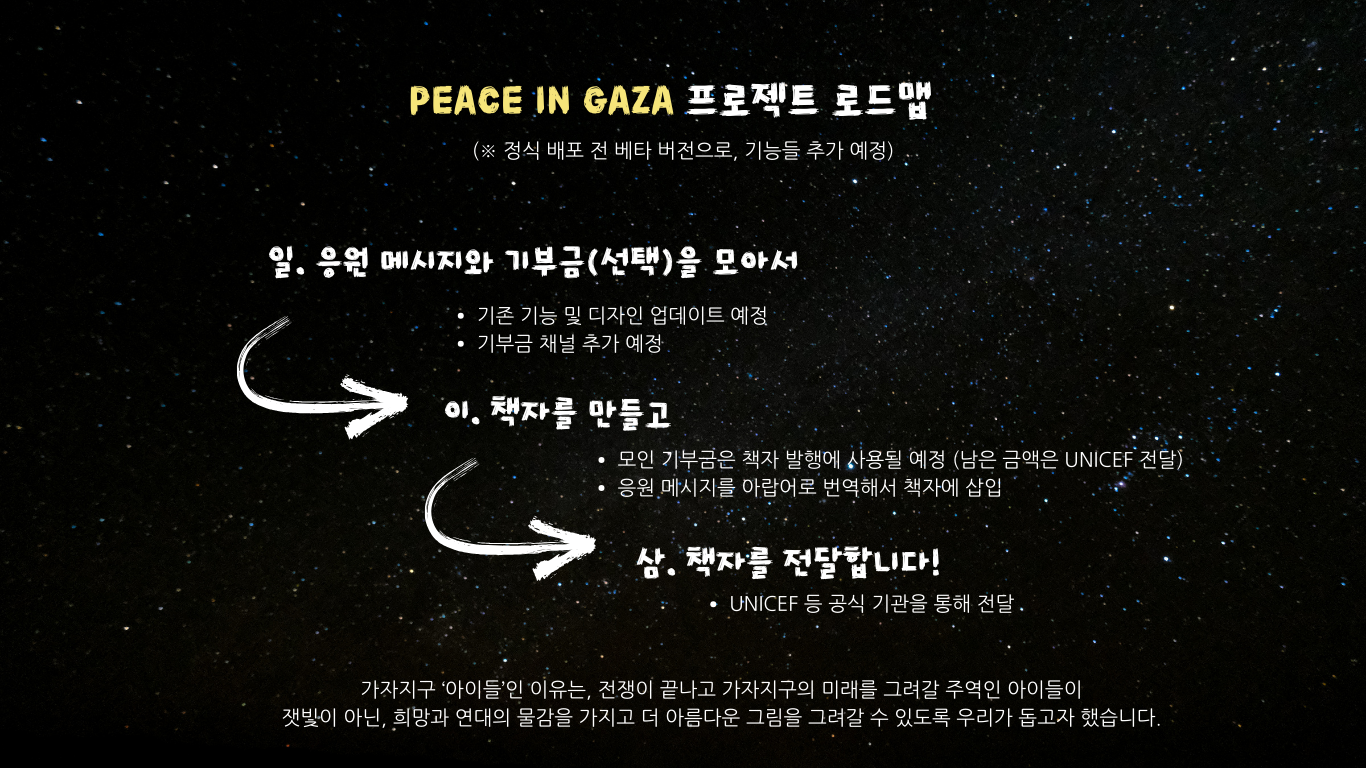 PEACE IN GAZA 프로젝트 로드맵
(※ 정식 배포 전 베타 버전으로, 기능들 추가 예정)
일. 응원 메시지와 기부금(선택)을 모아서
• 기존 기능 및 디자인 업데이트 예정
• 기부금 채널 추가 예정
이. 책자를 만들고
• 모인 기부금은 책자 발행에 사용될 예정 (남은 금액은 UNICEF 전달)
• 응원 메시지를 아랍어로 번역해서 책자에 삽입
삼. 책자를 전달합니다!
• UNICEF 등 공식 기관을 통해 전달
가자지구 ‘아이들’인 이유는, 전쟁이 끝나고 가자지구의 미래를 그려갈 주역인 아이들이
잿빛이 아닌, 희망과 연대의 물감을 가지고 더 아름다운 그림을 그려갈 수 있도록 우리가 돕고자 했습니다.